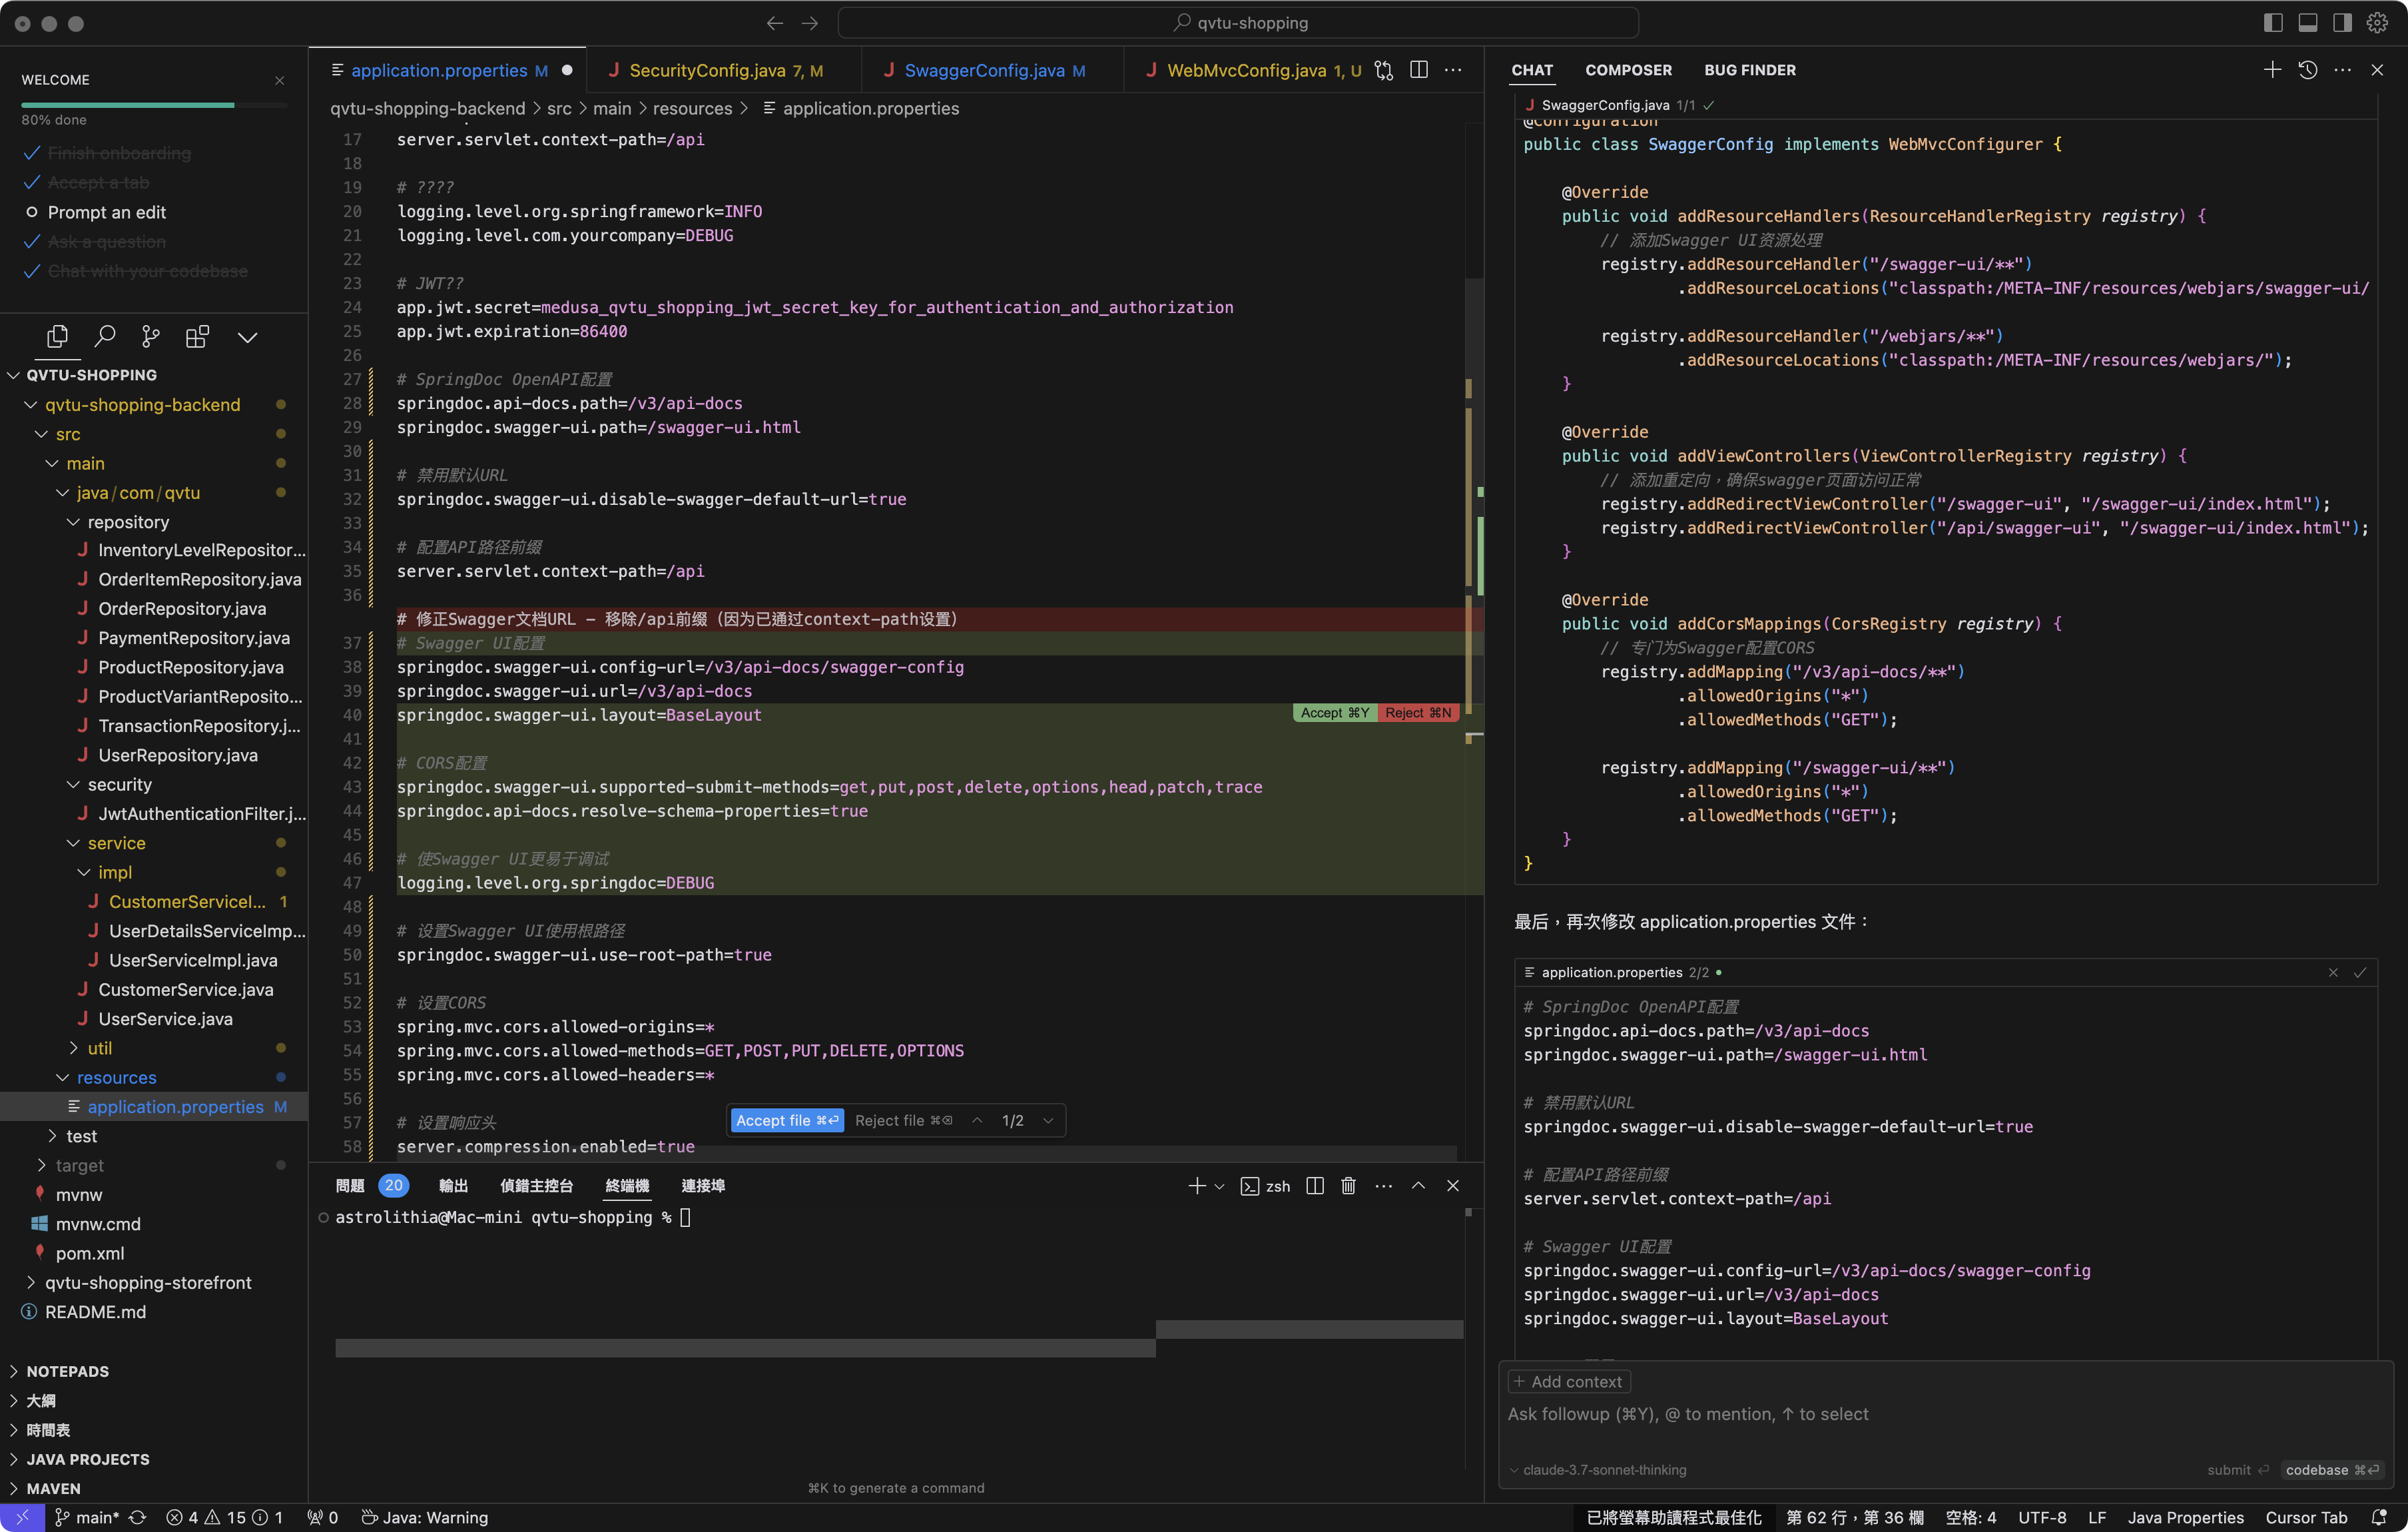 qvtu-shopping
WELCOME
80% done
Finish onboarding
Accept a tab
Prompt an edit
Ask a question
Chat with your codebase
QVTU-SHOPPING
qvtu-shopping-backend
src
main
java/com/qvtu
repository
InventoryLevelRepositor...
OrderItemRepository.java
OrderRepository.java
PaymentRepository.java
ProductRepository.java
ProductVariantReposito...
TransactionRepository.j...
UserRepository.java
security
JwtAuthenticationFilter.j...
service
impl
CustomerServiceI... 1
UserDetailsServiceImp...
UserServiceImpl.java
CustomerService.java
UserService.java
util
resources
application.properties M
test
target
mvnw
mvnw.cmd
pom.xml
qvtu-shopping-storefront
README.md
NOTEPADS
大綱
時間表
JAVA PROJECTS
MAVEN
application.properties M
SecurityConfig.java 7, M
SwaggerConfig.java M
WebMvcConfig.java 1, U
qvtu-shopping-backend > src > main > resources > application.properties
17 server.servlet.context-path=/api
18
19 # ????
20 logging.level.org.springframework=INFO
21 logging.level.com.yourcompany=DEBUG
22
23 # JWT??
24 app.jwt.secret=medusa_qvtu_shopping_jwt_secret_key_for_authentication_and_authorization
25 app.jwt.expiration=86400
26
27 # SpringDoc OpenAPI配置
28 springdoc.api-docs.path=/v3/api-docs
29 springdoc.swagger-ui.path=/swagger-ui.html
30
31 # 禁用默认URL
32 springdoc.swagger-ui.disable-swagger-default-url=true
33
34 # 配置API路径前缀
35 server.servlet.context-path=/api
36
# 修正Swagger文档URL - 移除/api前缀（因为已通过context-path设置）
37 # Swagger UI配置
38 springdoc.swagger-ui.config-url=/v3/api-docs/swagger-config
39 springdoc.swagger-ui.url=/v3/api-docs
40 springdoc.swagger-ui.layout=BaseLayout
Accept ⌘Y Reject ⌘N
41
42 # CORS配置
43 springdoc.swagger-ui.supported-submit-methods=get,put,post,delete,options,head,patch,trace
44 springdoc.api-docs.resolve-schema-properties=true
45
46 # 使Swagger UI更易于调试
47 logging.level.org.springdoc=DEBUG
48
49 # 设置Swagger UI使用根路径
50 springdoc.swagger-ui.use-root-path=true
51
52 # 设置CORS
53 spring.mvc.cors.allowed-origins=*
54 spring.mvc.cors.allowed-methods=GET,POST,PUT,DELETE,OPTIONS
55 spring.mvc.cors.allowed-headers=*
56
57 # 设置响应头
58 server.compression.enabled=true
Accept file ⌘⏎ Reject file ⌘⌫ 1/2
問題 20 輸出 偵錯主控台 終端機 連接埠
zsh
astrolithia@Mac-mini qvtu-shopping %
⌘K to generate a command
CHAT COMPOSER BUG FINDER
SwaggerConfig.java 1/1
@Configuration
public class SwaggerConfig implements WebMvcConfigurer {
@Override
public void addResourceHandlers(ResourceHandlerRegistry registry) {
// 添加Swagger UI资源处理
registry.addResourceHandler("/swagger-ui/**")
.addResourceLocations("classpath:/META-INF/resources/webjars/swagger-ui/
registry.addResourceHandler("/webjars/**")
.addResourceLocations("classpath:/META-INF/resources/webjars/");
}
@Override
public void addViewControllers(ViewControllerRegistry registry) {
// 添加重定向，确保swagger页面访问正常
registry.addRedirectViewController("/swagger-ui", "/swagger-ui/index.html");
registry.addRedirectViewController("/api/swagger-ui", "/swagger-ui/index.html");
}
@Override
public void addCorsMappings(CorsRegistry registry) {
// 专门为Swagger配置CORS
registry.addMapping("/v3/api-docs/**")
.allowedOrigins("*")
.allowedMethods("GET");
registry.addMapping("/swagger-ui/**")
.allowedOrigins("*")
.allowedMethods("GET");
}
}
最后，再次修改 application.properties 文件：
application.properties 2/2
# SpringDoc OpenAPI配置
springdoc.api-docs.path=/v3/api-docs
springdoc.swagger-ui.path=/swagger-ui.html
# 禁用默认URL
springdoc.swagger-ui.disable-swagger-default-url=true
# 配置API路径前缀
server.servlet.context-path=/api
# Swagger UI配置
springdoc.swagger-ui.config-url=/v3/api-docs/swagger-config
springdoc.swagger-ui.url=/v3/api-docs
springdoc.swagger-ui.layout=BaseLayout
+ Add context
Ask followup (⌘Y), @ to mention, ↑ to select
claude-3.7-sonnet-thinking
submit ⏎ codebase ⌘⏎
main* 4 15 1 0 Java: Warning
已將螢幕助讀程式最佳化 第 62 行，第 36 欄 空格: 4 UTF-8 LF Java Properties Cursor Tab